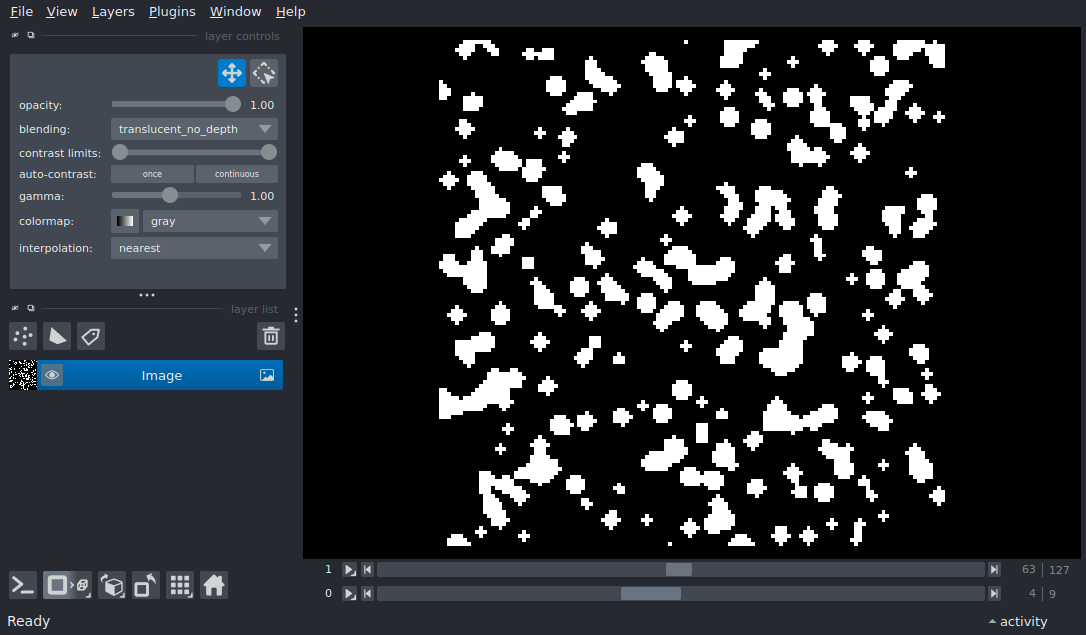 File View Layers Plugins Window Help
layer controls
opacity: 1.00
blending: translucent_no_depth
contrast limits:
auto-contrast: once continuous
gamma: 1.00
colormap: gray
interpolation: nearest
layer list
Image
1 63 127
0 4 9
Ready activity